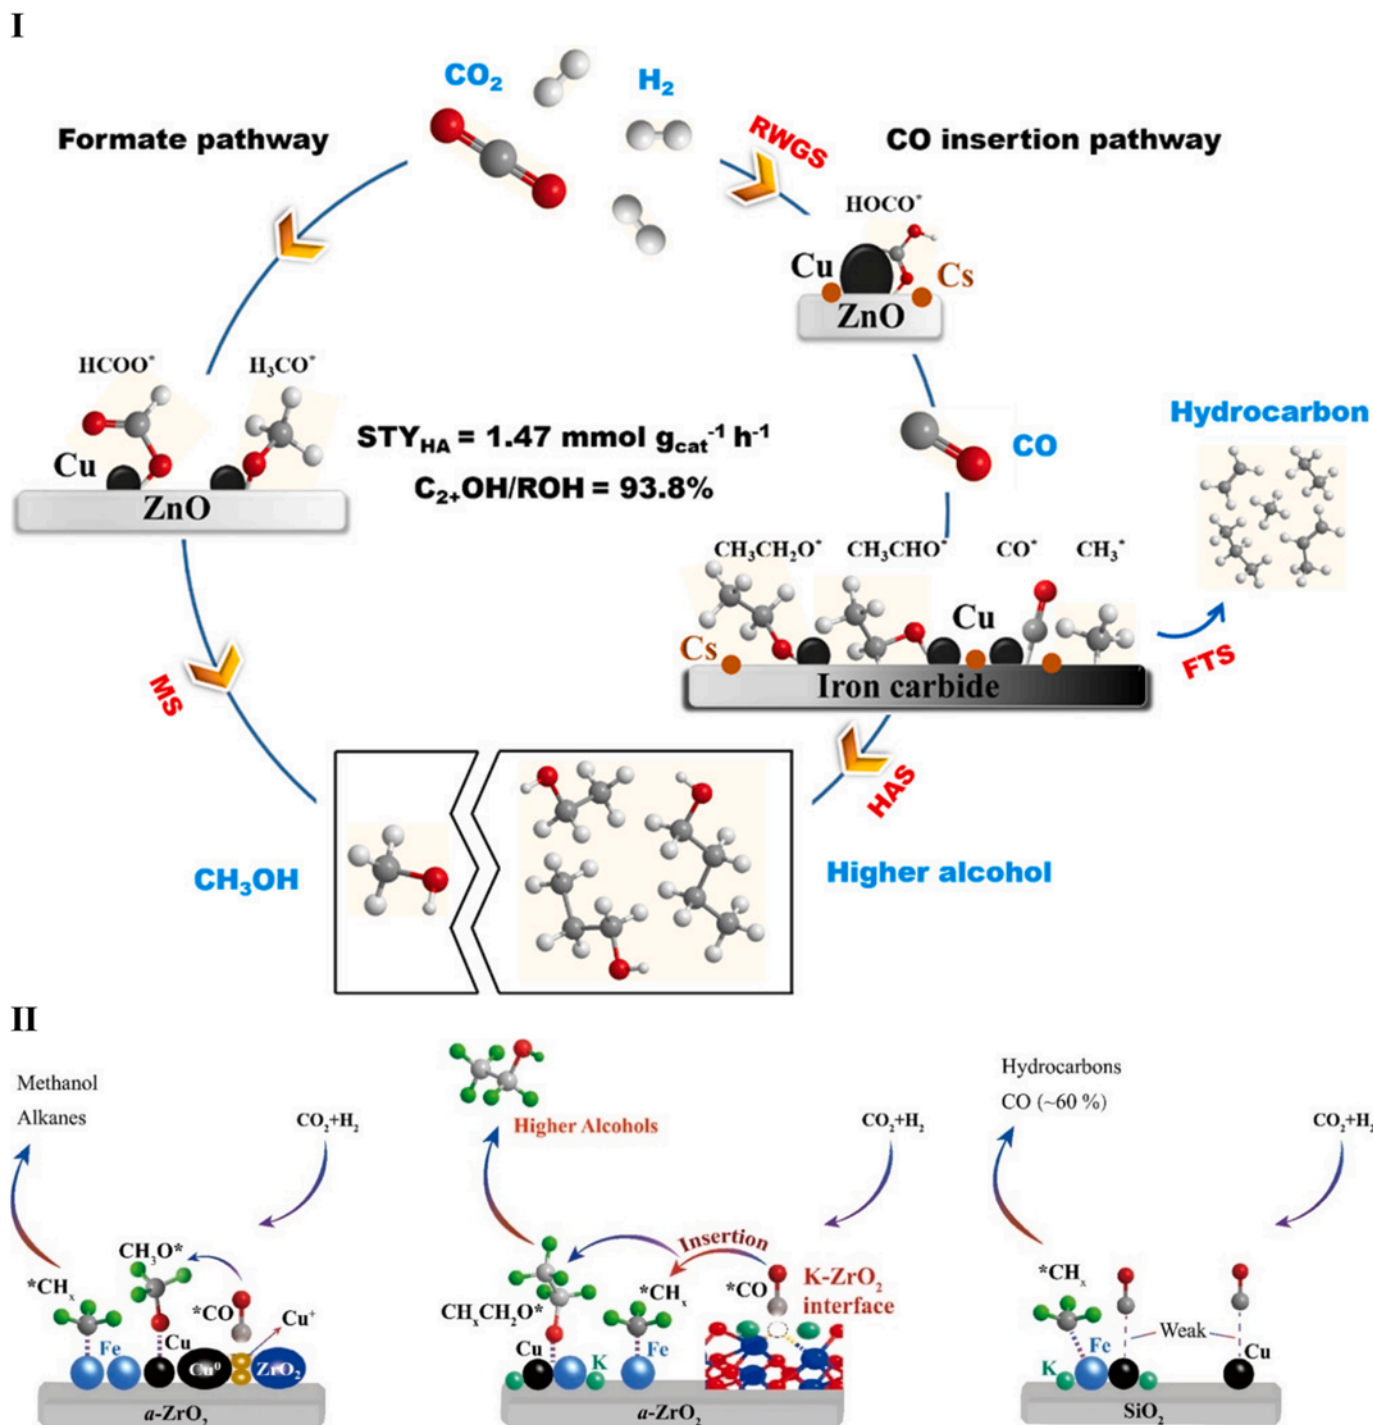 I
CO₂
H₂
Formate pathway
RWGS
CO insertion pathway
HOCO*
Cu
Cs
ZnO
HCOO*
H₃CO*
Cu
ZnO
STY_HA = 1.47 mmol g_cat⁻¹ h⁻¹
C₂₊OH/ROH = 93.8%
CO
Hydrocarbon
CH₃CH₂O*
CH₃CHO*
CO*
CH₃*
Cu
Cs
Iron carbide
FTS
MS
HAS
CH₃OH
Higher alcohol
II
Methanol
Alkanes
CO₂+H₂
CH₃O*
*CHₓ
*CO
Cu⁺
Fe
Cu
Cu⁰
ZrO₂
a-ZrO₂
Higher Alcohols
CO₂+H₂
Insertion
*CHₓ
*CO
K-ZrO₂
interface
CHₓCH₂O*
Cu
K
Fe
a-ZrO₂
Hydrocarbons
CO (~60 %)
CO₂+H₂
*CHₓ
Weak
Fe
Cu
K
SiO₂